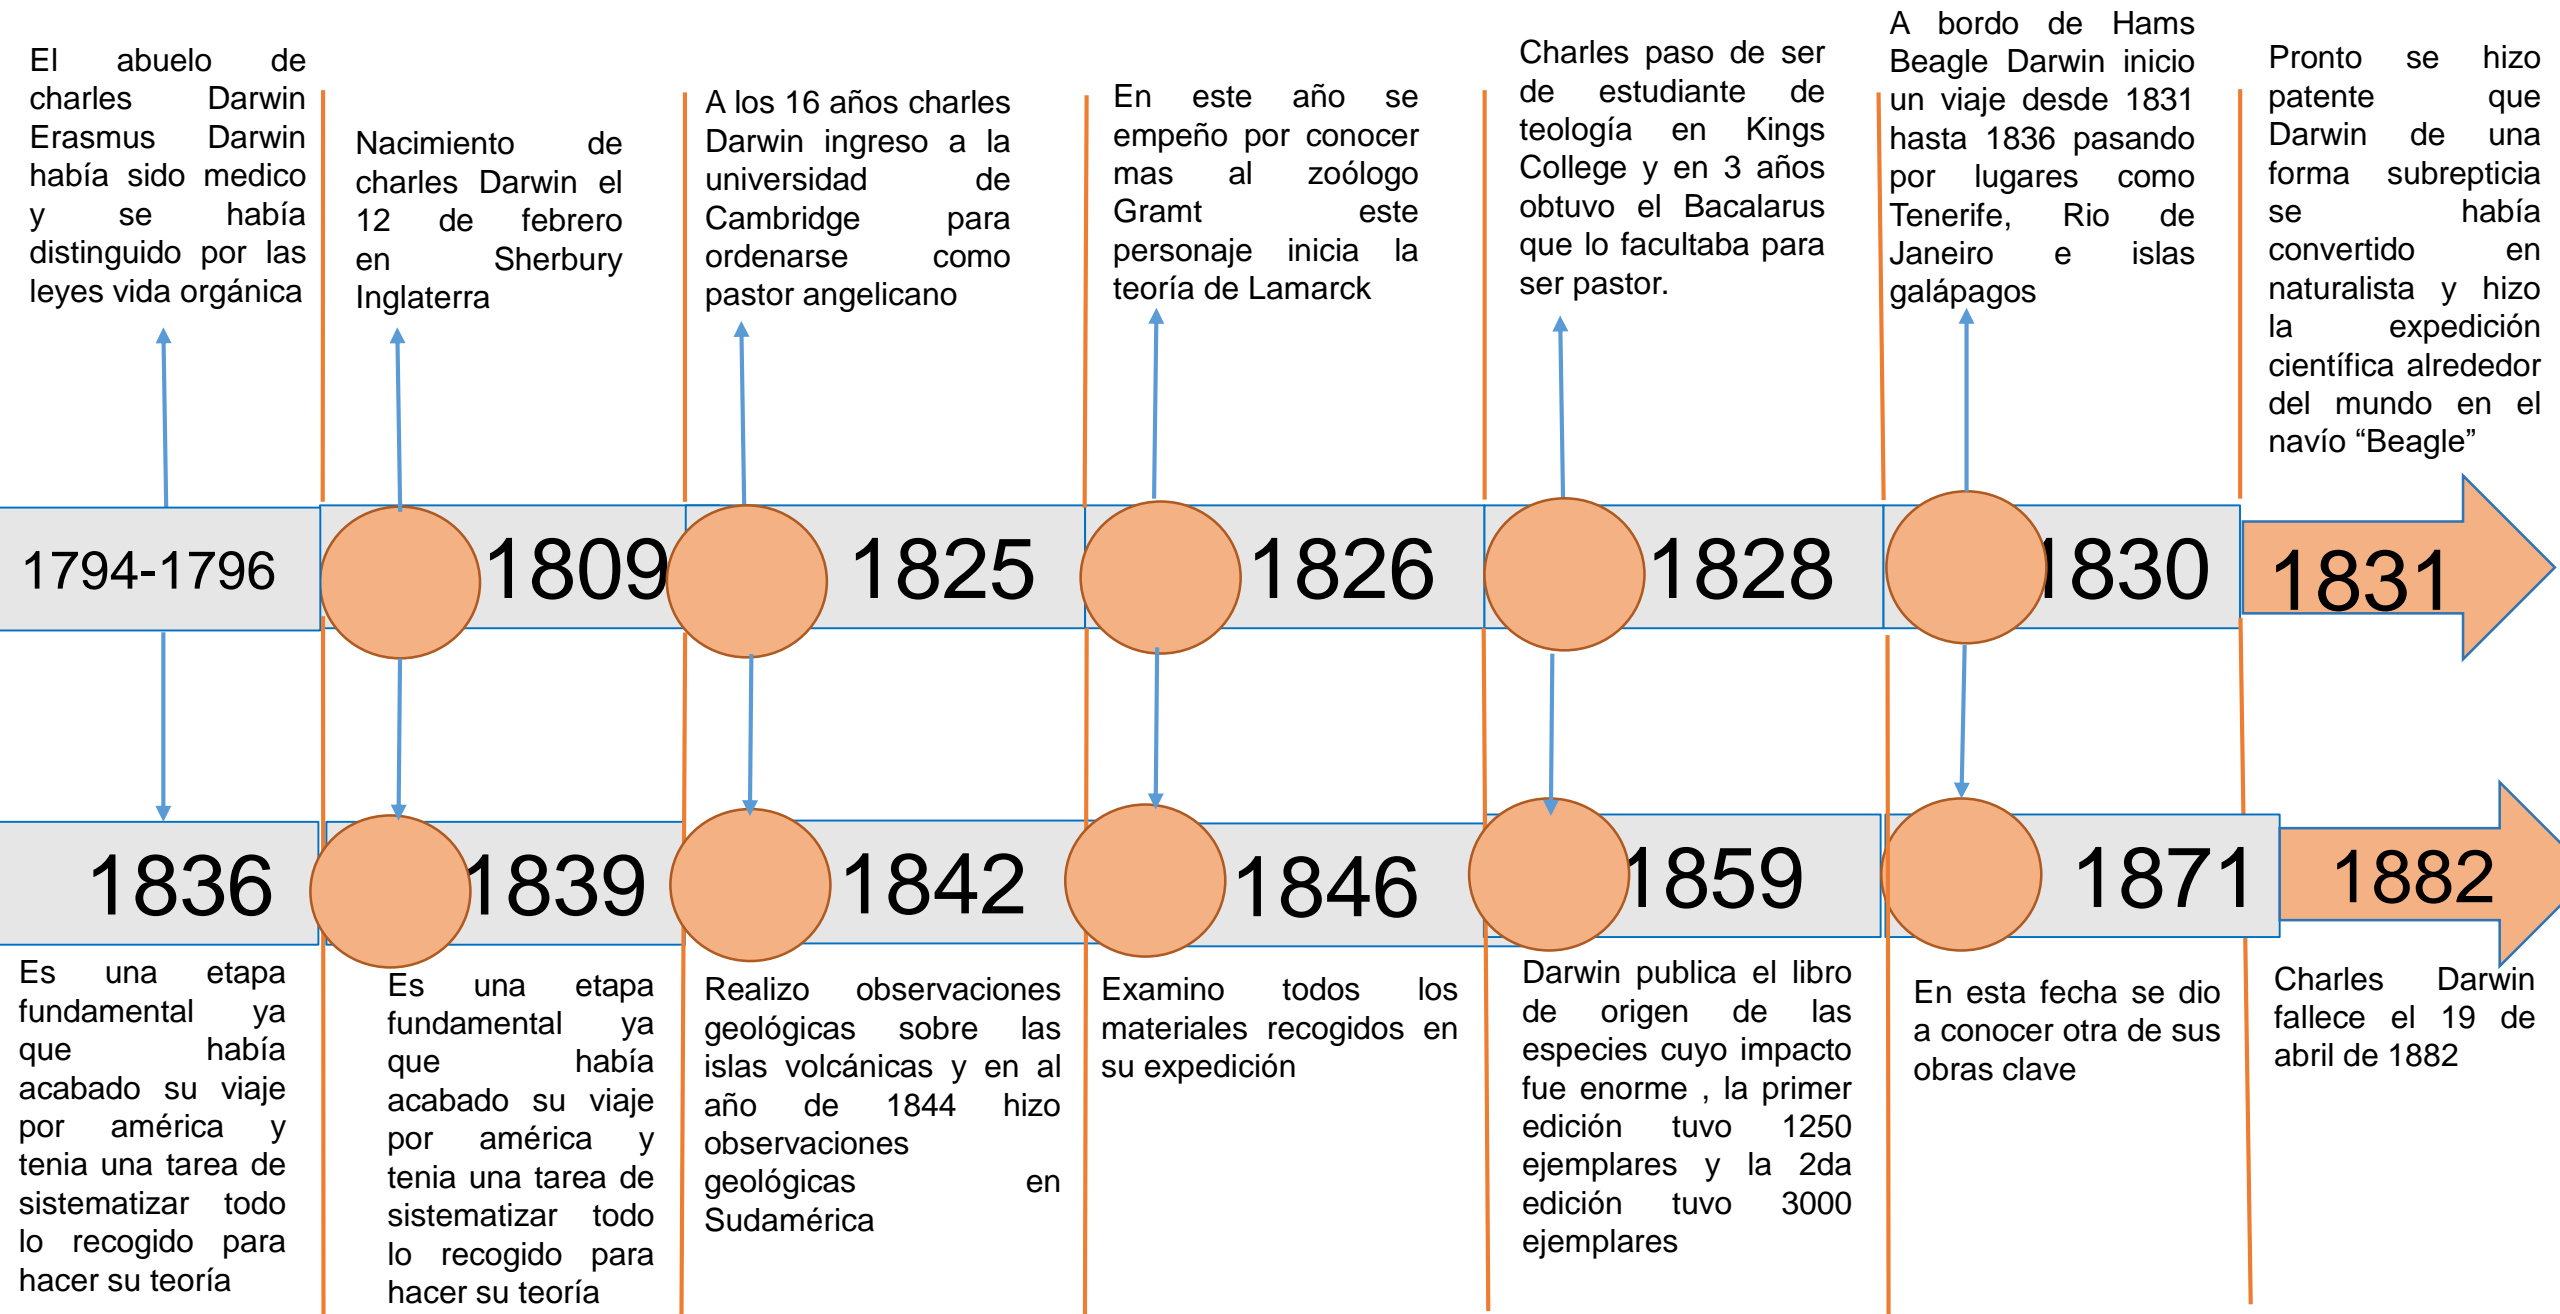 El abuelo de
charles Darwin
Erasmus Darwin
había sido medico
y se había
distinguido por las
leyes vida orgánica
Nacimiento de
charles Darwin el
12 de febrero
en Sherbury
Inglaterra
A los 16 años charles
Darwin ingreso a la
universidad de
Cambridge para
ordenarse como
pastor angelicano
En este año se
empeño por conocer
mas al zoólogo
Gramt este
personaje inicia la
teoría de Lamarck
Charles paso de ser
de estudiante de
teología en Kings
College y en 3 años
obtuvo el Bacalarus
que lo facultaba para
ser pastor.
A bordo de Hams
Beagle Darwin inicio
un viaje desde 1831
hasta 1836 pasando
por lugares como
Tenerife, Rio de
Janeiro e islas
galápagos
Pronto se hizo
patente que
Darwin de una
forma subrepticia
se había
convertido en
naturalista y hizo
la expedición
científica alrededor
del mundo en el
navío “Beagle”
1794-1796
1809
1825
1826
1828
1830
1831
1836
1839
1842
1846
1859
1871
1882
Es una etapa
fundamental ya
que había
acabado su viaje
por américa y
tenia una tarea de
sistematizar todo
lo recogido para
hacer su teoría
Es una etapa
fundamental ya
que había
acabado su viaje
por américa y
tenia una tarea de
sistematizar todo
lo recogido para
hacer su teoría
Realizo observaciones
geológicas sobre las
islas volcánicas y en al
año de 1844 hizo
observaciones
geológicas en
Sudamérica
Examino todos los
materiales recogidos en
su expedición
Darwin publica el libro
de origen de las
especies cuyo impacto
fue enorme , la primer
edición tuvo 1250
ejemplares y la 2da
edición tuvo 3000
ejemplares
En esta fecha se dio
a conocer otra de sus
obras clave
Charles Darwin
fallece el 19 de
abril de 1882